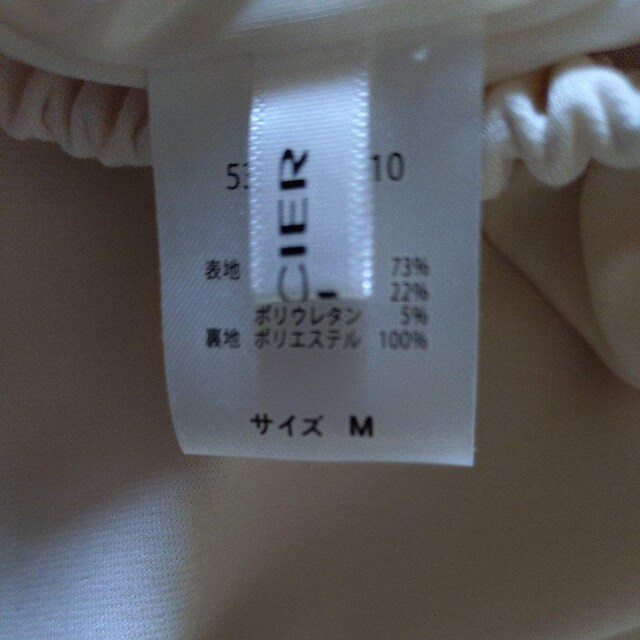 53 10
CIER
表地 73%
22%
ポリウレタン 5%
裏地 ポリエステル 100%
サイズ M